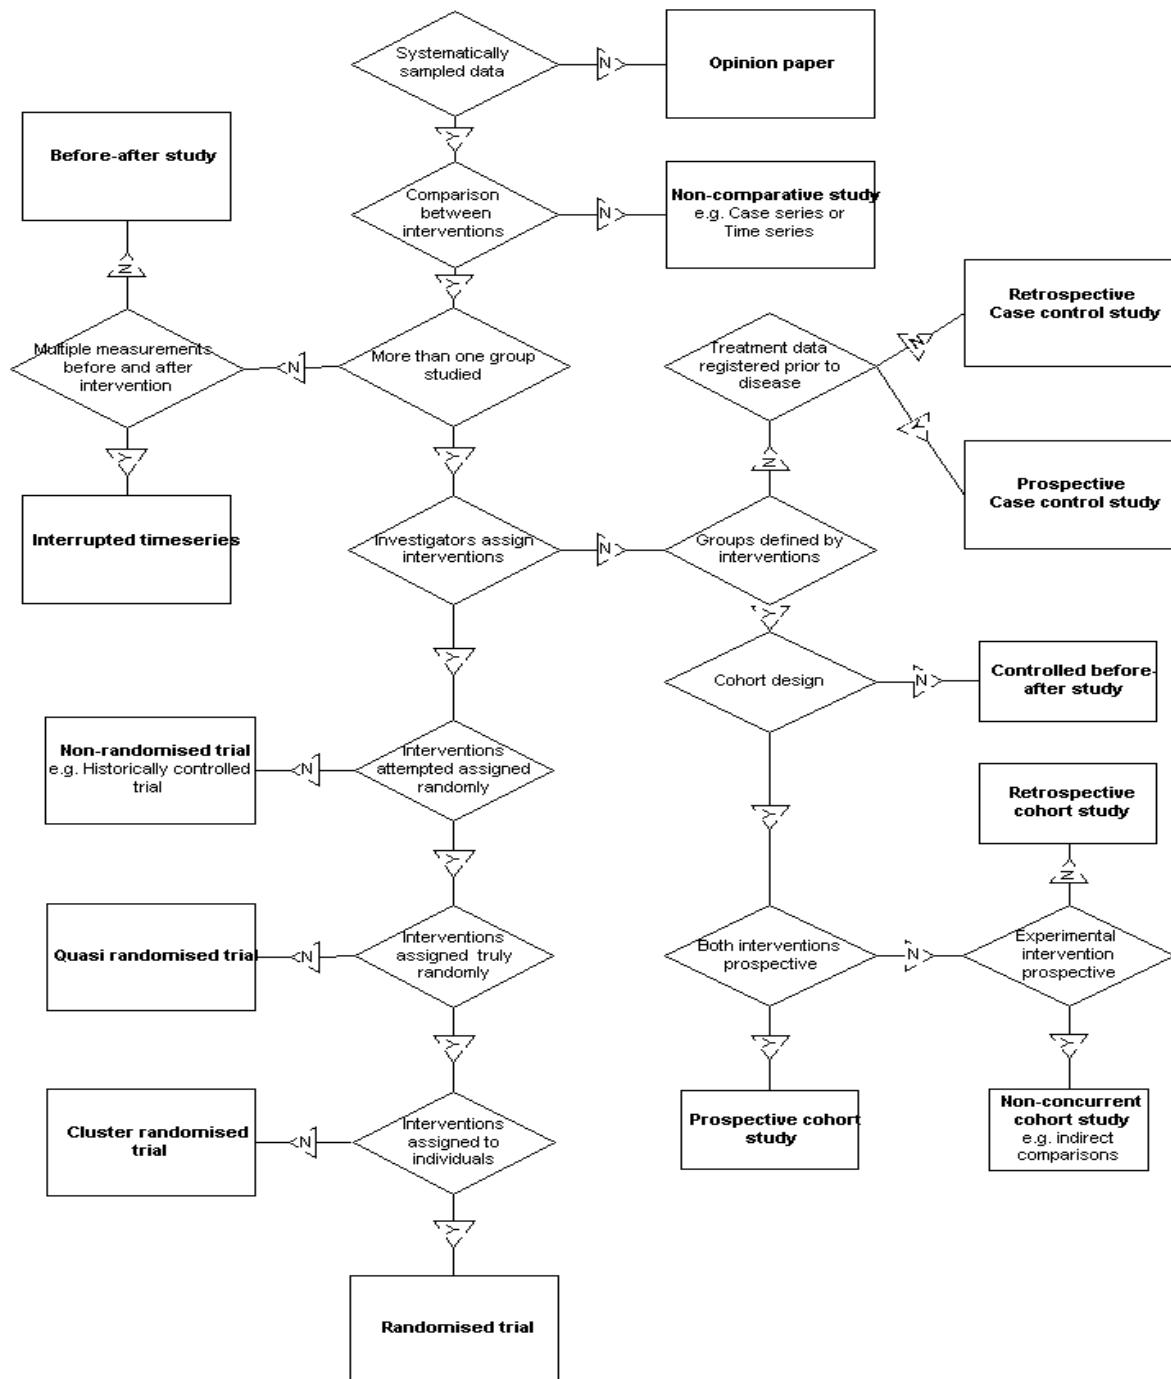 Systematically
sampled data
N
Opinion paper
Y
Before-after study
Comparison
between
interventions
N
Non-comparative study
e.g. Case series or
Time series
N
Y
Retrospective
Case control study
Multiple measurements
before and after
intervention
N
More than one group
studied
Treatment data
registered prior to
disease
N
Y
Y
Y
N
Prospective
Case control study
Interrupted timeseries
Investigators assign
interventions
N
Groups defined by
interventions
Y
Y
Cohort design
N
Controlled before-
after study
Non-randomised trial
e.g. Historically controlled
trial
N
Interventions
attempted assigned
randomly
Y
Retrospective
cohort study
Y
N
Quasi randomised trial
N
Interventions
assigned truly
randomly
Both interventions
prospective
N
Experimental
intervention
prospective
Y
Y
Y
Cluster randomised
trial
N
Interventions
assigned to
individuals
Prospective cohort
study
Non-concurrent
cohort study
e.g. indirect
comparisons
Y
Randomised trial